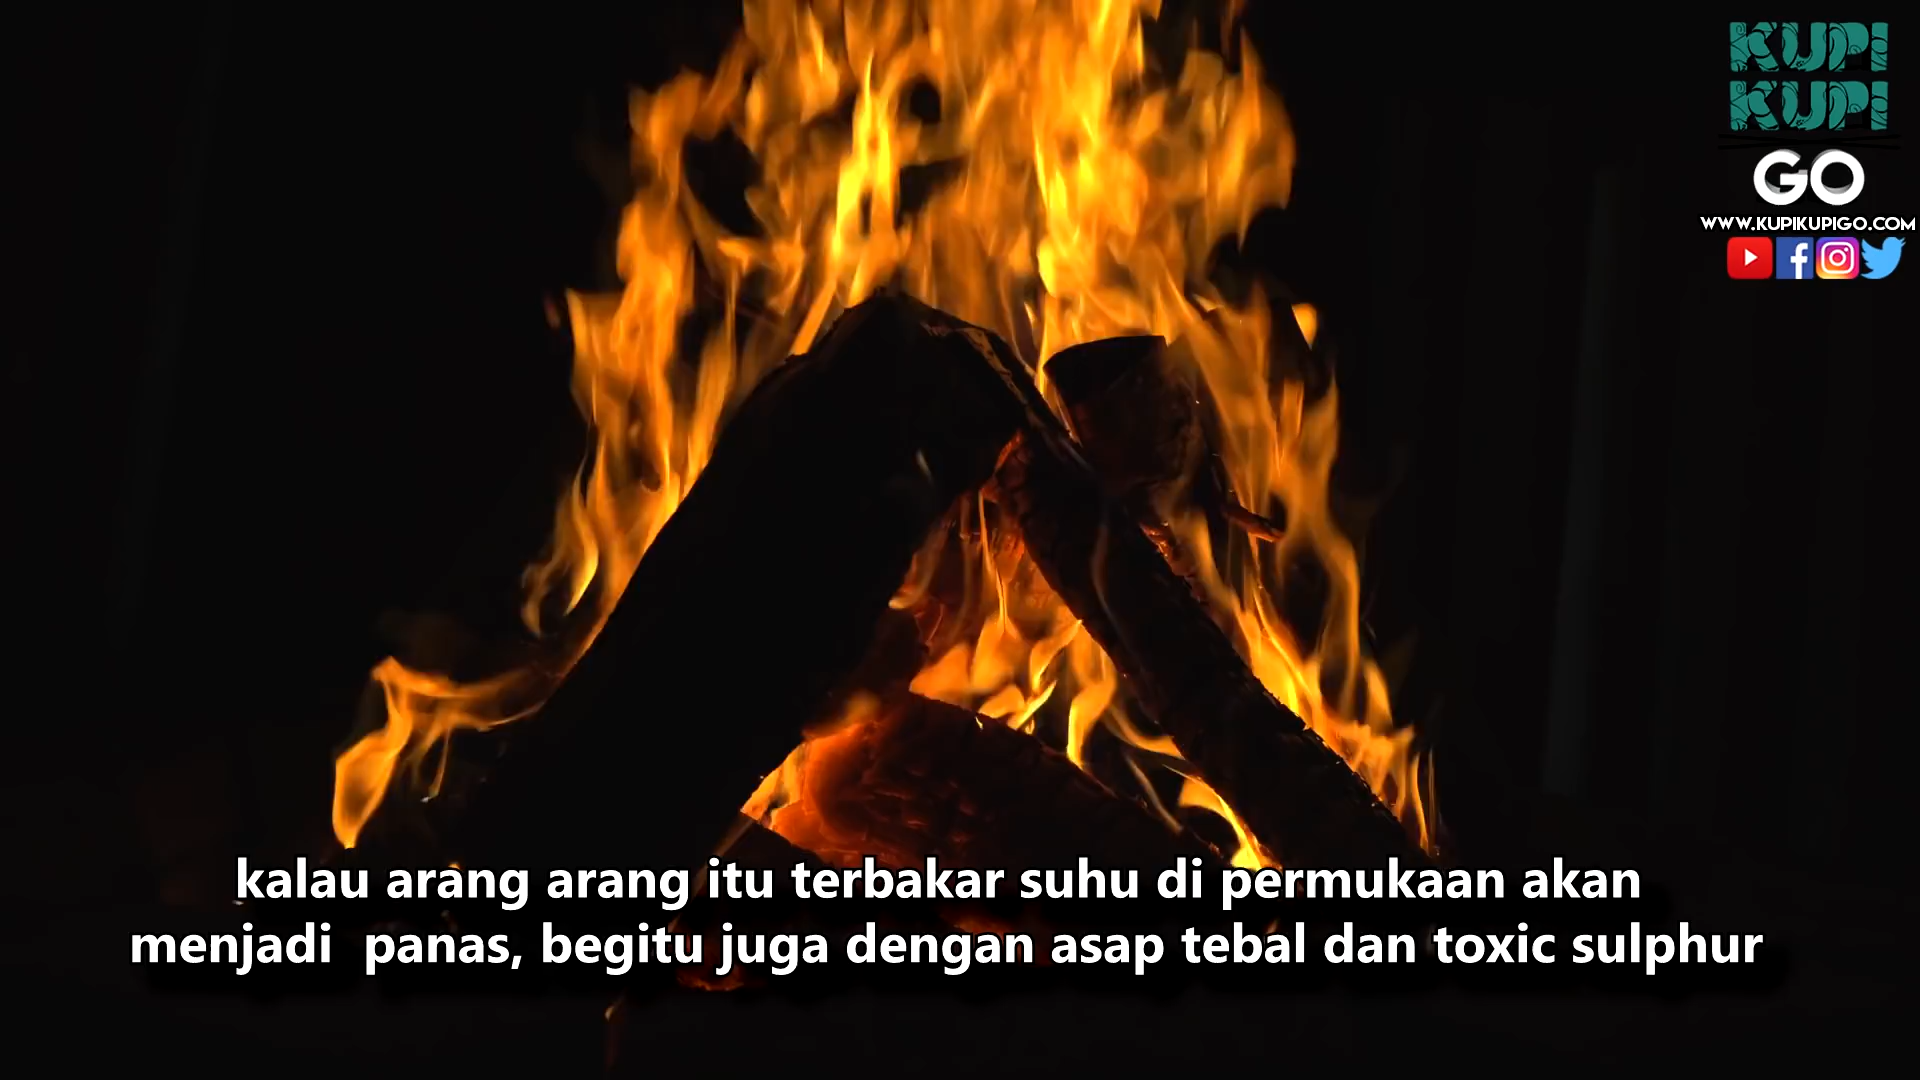 KUPI
KUPI
GO
WWW.KUPIKUPIGO.COM
kalau arang arang itu terbakar suhu di permukaan akan
menjadi  panas, begitu juga dengan asap tebal dan toxic sulphur